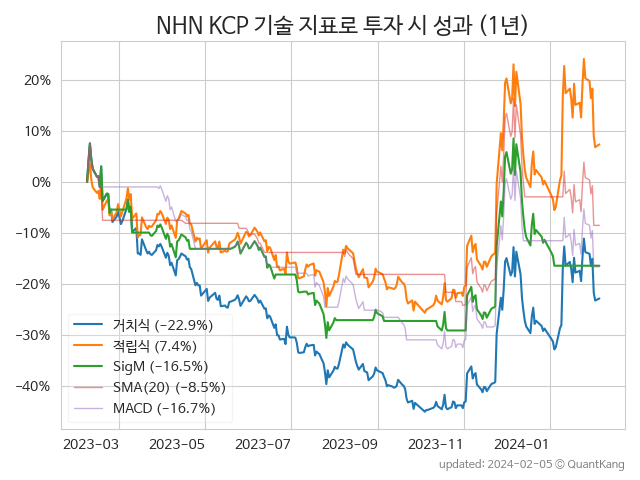 NHN KCP 기술 지표로 투자 시 성과 (1년)
20%
10%
0%
−10%
−20%
−30%
−40%
거치식 (−22.9%)
적립식 (7.4%)
SigM (−16.5%)
SMA(20) (−8.5%)
MACD (−16.7%)
2023-03 2023-05 2023-07 2023-09 2023-11 2024-01
updated: 2024-02-05 © QuantKang